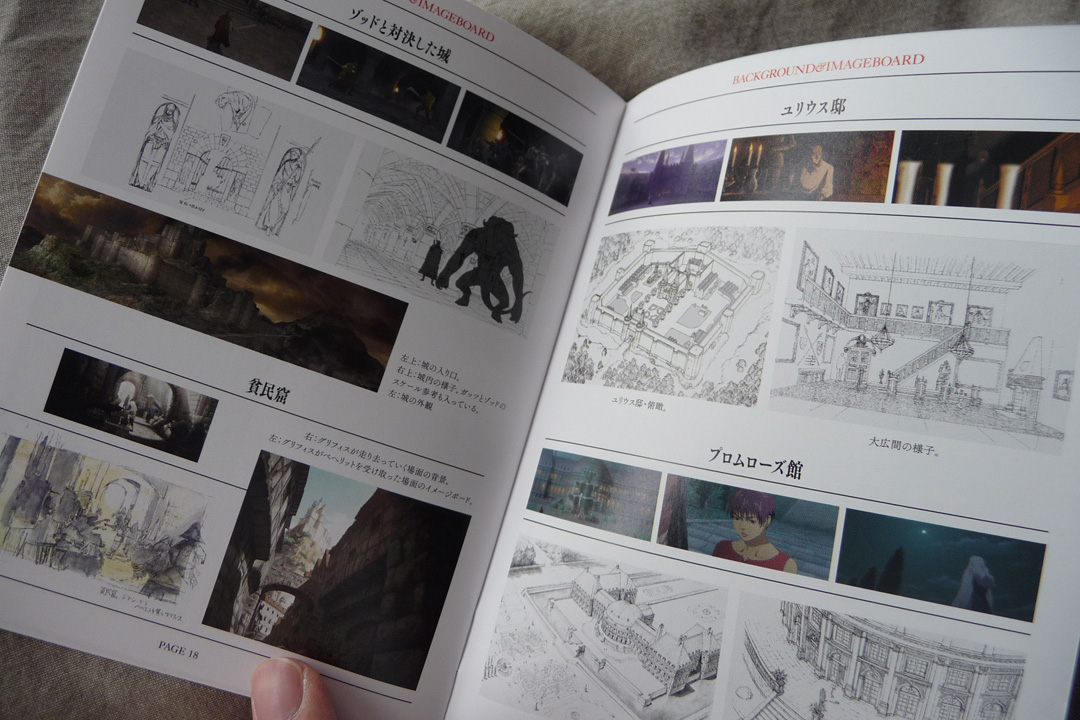 &IMAGEBOARD
ゾッドと対決した城
左上:城の入り口。
右上:城内の様子。ガッツとゾッドの
スケール参考も入っている。
左:城の外観
貧民窟
右:グリフィスが走り去っていく場面の背景。
左:グリフィスがベヘリットを受け取った場面のイメージボード。
PAGE 18
BACKGROUND&IMAGEBOARD
ユリウス邸
ユリウス邸・俯瞰。
大広間の様子。
プロムローズ館